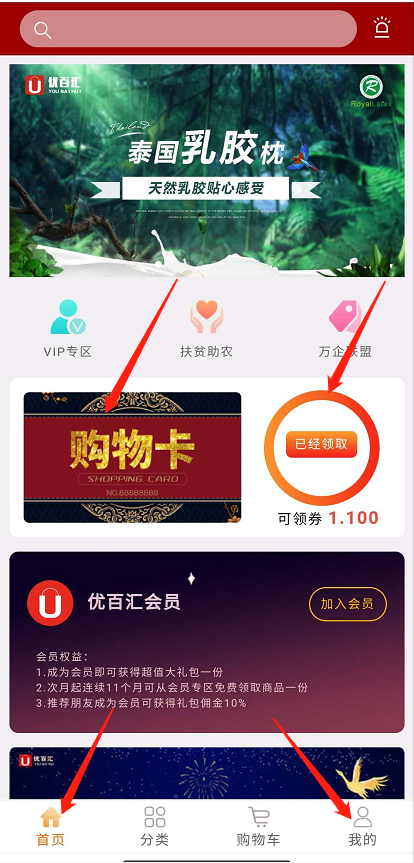 优百汇
YOU BAI HUI
RoyalLatex
Thailand
泰国乳胶枕
天然乳胶贴心感受
VIP专区
扶贫助农
万企联盟
购物卡
SHOPPING CARD
NO.88888888
已经领取
可领券 1.100
优百汇会员
加入会员
会员权益：
1.成为会员即可获得超值大礼包一份
2.次月起连续11个月可从会员专区免费领取商品一份
3.推荐朋友成为会员可获得礼包佣金10%
优百汇
YOU BAI HUI
首页
分类
购物车
我的